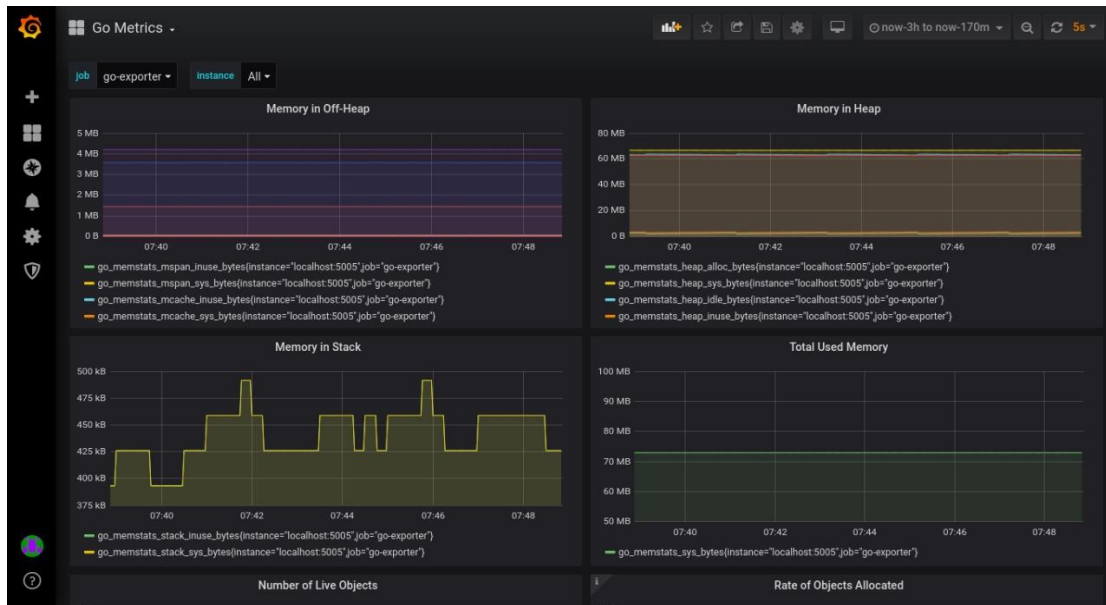 Go Metrics
now-3h to now-170m
5s
job go-exporter instance All
Memory in Off-Heap
5 MB
4 MB
3 MB
2 MB
1 MB
0 B
07:40 07:42 07:44 07:46 07:48
go_memstats_mspan_inuse_bytes{instance="localhost:5005",job="go-exporter"}
go_memstats_mspan_sys_bytes{instance="localhost:5005",job="go-exporter"}
go_memstats_mcache_inuse_bytes{instance="localhost:5005",job="go-exporter"}
go_memstats_mcache_sys_bytes{instance="localhost:5005",job="go-exporter"}
Memory in Heap
80 MB
60 MB
40 MB
20 MB
0 B
07:40 07:42 07:44 07:46 07:48
go_memstats_heap_alloc_bytes{instance="localhost:5005",job="go-exporter"}
go_memstats_heap_sys_bytes{instance="localhost:5005",job="go-exporter"}
go_memstats_heap_idle_bytes{instance="localhost:5005",job="go-exporter"}
go_memstats_heap_inuse_bytes{instance="localhost:5005",job="go-exporter"}
Memory in Stack
500 kB
475 kB
450 kB
425 kB
400 kB
375 kB
07:40 07:42 07:44 07:46 07:48
go_memstats_stack_inuse_bytes{instance="localhost:5005",job="go-exporter"}
go_memstats_stack_sys_bytes{instance="localhost:5005",job="go-exporter"}
Total Used Memory
100 MB
90 MB
80 MB
70 MB
60 MB
50 MB
07:40 07:42 07:44 07:46 07:48
go_memstats_sys_bytes{instance="localhost:5005",job="go-exporter"}
Number of Live Objects
i
Rate of Objects Allocated